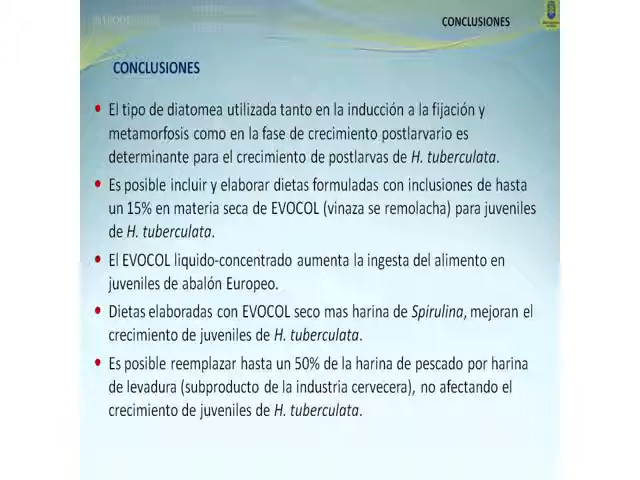 CONCLUSIONES
CONCLUSIONES
• El tipo de diatomea utilizada tanto en la inducción a la fijación y
metamorfosis como en la fase de crecimiento postlarvario es
determinante para el crecimiento de postlarvas de H. tuberculata.
• Es posible incluir y elaborar dietas formuladas con inclusiones de hasta
un 15% en materia seca de EVOCOL (vinaza se remolacha) para juveniles
de H. tuberculata.
• El EVOCOL liquido-concentrado aumenta la ingesta del alimento en
juveniles de abalón Europeo.
• Dietas elaboradas con EVOCOL seco mas harina de Spirulina, mejoran el
crecimiento de juveniles de H. tuberculata.
• Es posible reemplazar hasta un 50% de la harina de pescado por harina
de levadura (subproducto de la industria cervecera), no afectando el
crecimiento de juveniles de H. tuberculata.